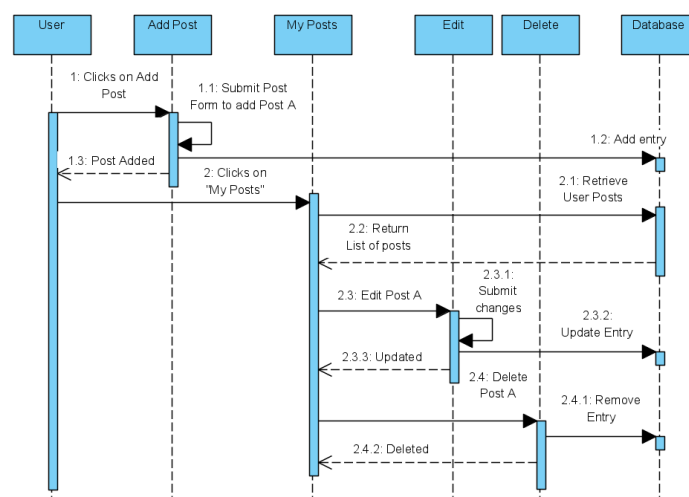 User
Add Post
My Posts
Edit
Delete
Database
1: Clicks on Add
Post
1.1: Submit Post
Form to add Post A
1.2: Add entry
1.3: Post Added
2: Clicks on
"My Posts"
2.1: Retrieve
User Posts
2.2: Return
List of posts
2.3: Edit Post A
2.3.1:
Submit
changes
2.3.2:
Update Entry
2.3.3: Updated
2.4: Delete
Post A
2.4.1: Remove
Entry
2.4.2: Deleted